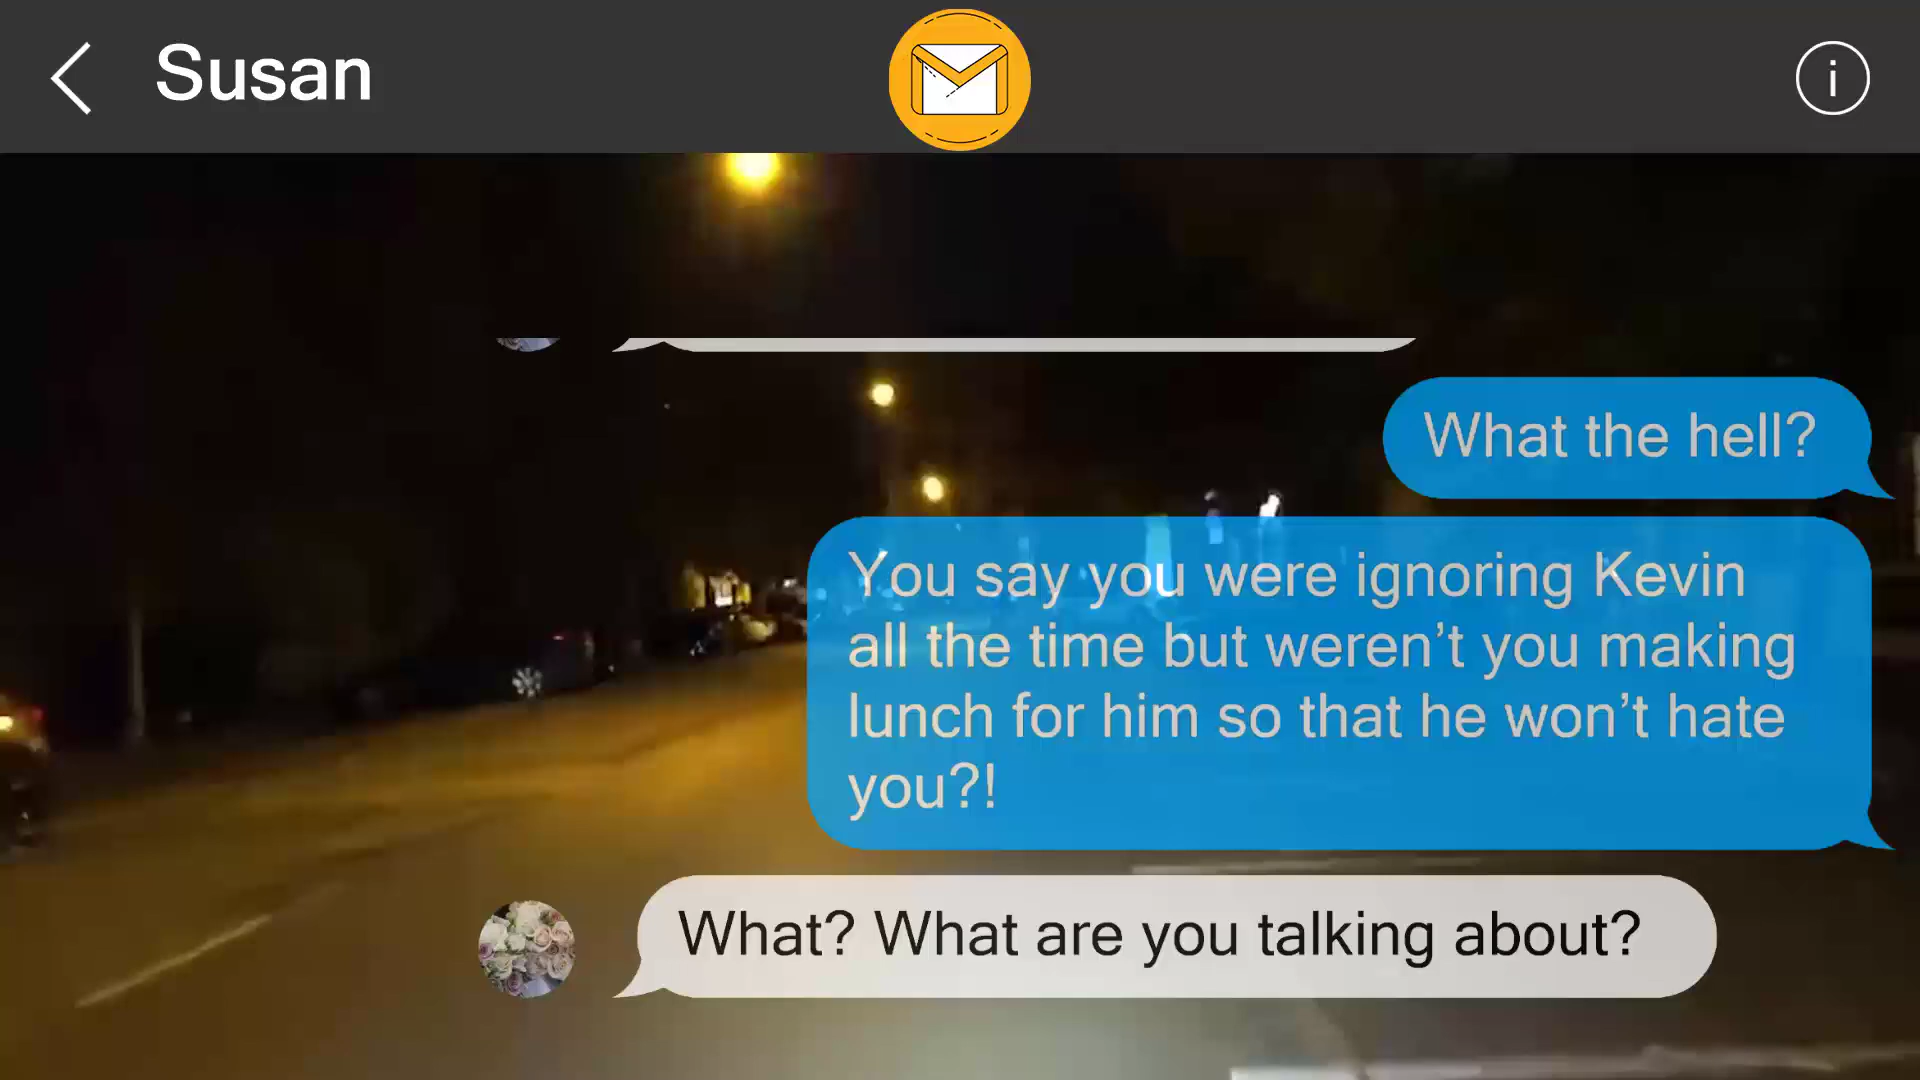 Susan
What the hell?
You say you were ignoring Kevin
all the time but weren’t you making
lunch for him so that he won’t hate
you?!
What? What are you talking about?